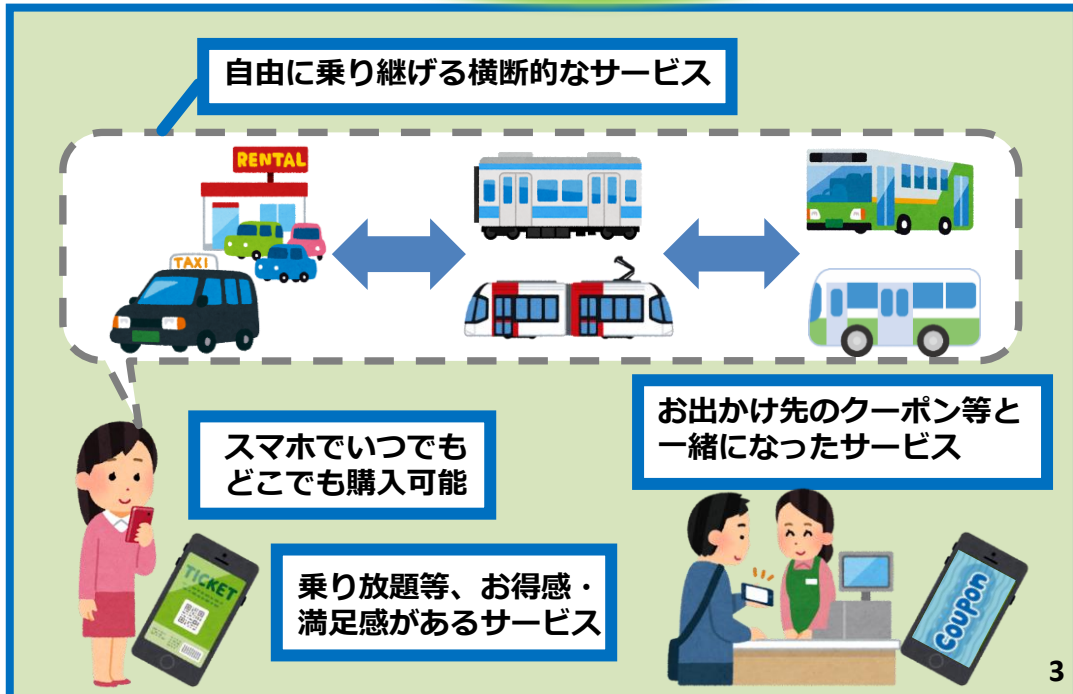 自由に乗り継げる横断的なサービス
RENTAL
TAXI
スマホでいつでも
どこでも購入可能
お出かけ先のクーポン等と
一緒になったサービス
乗り放題等、お得感・
満足感があるサービス
TICKET
Coupon
3